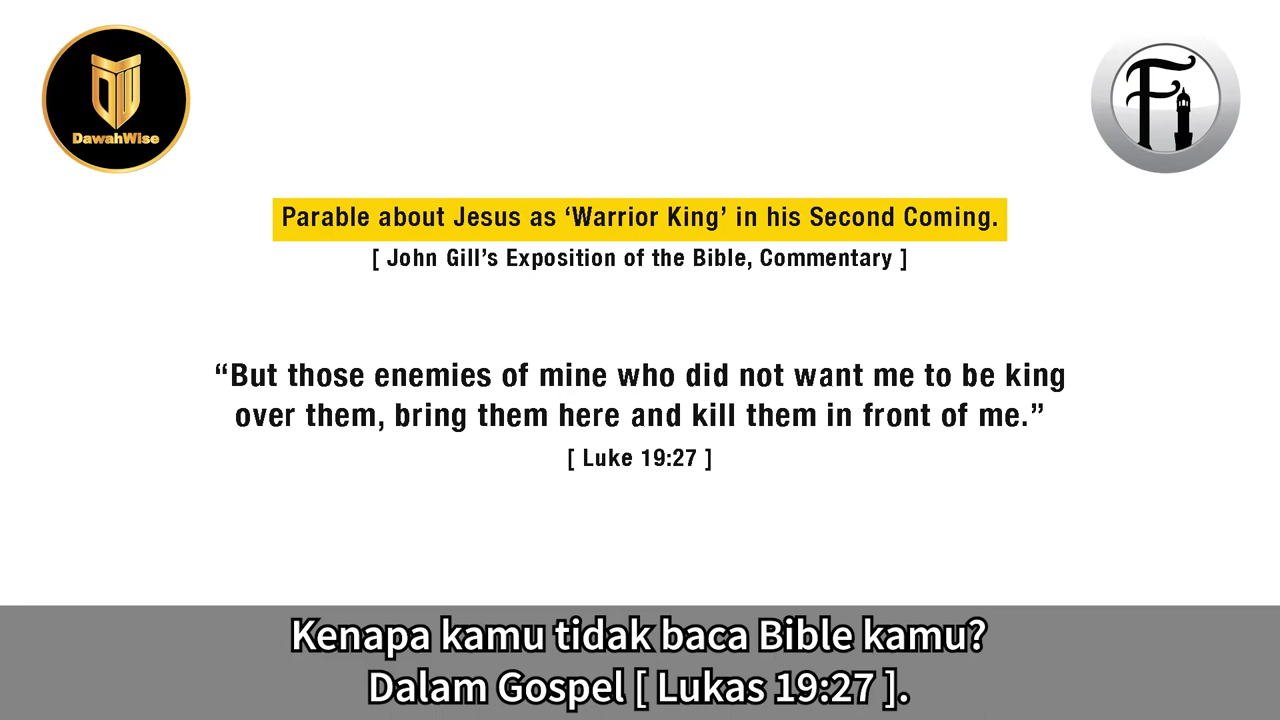 DawahWise
Fi
Parable about Jesus as ‘Warrior King’ in his Second Coming.
[ John Gill’s Exposition of the Bible, Commentary ]
“But those enemies of mine who did not want me to be king
over them, bring them here and kill them in front of me.”
[ Luke 19:27 ]
Kenapa kamu tidak baca Bible kamu?
Dalam Gospel [ Lukas 19:27 ].